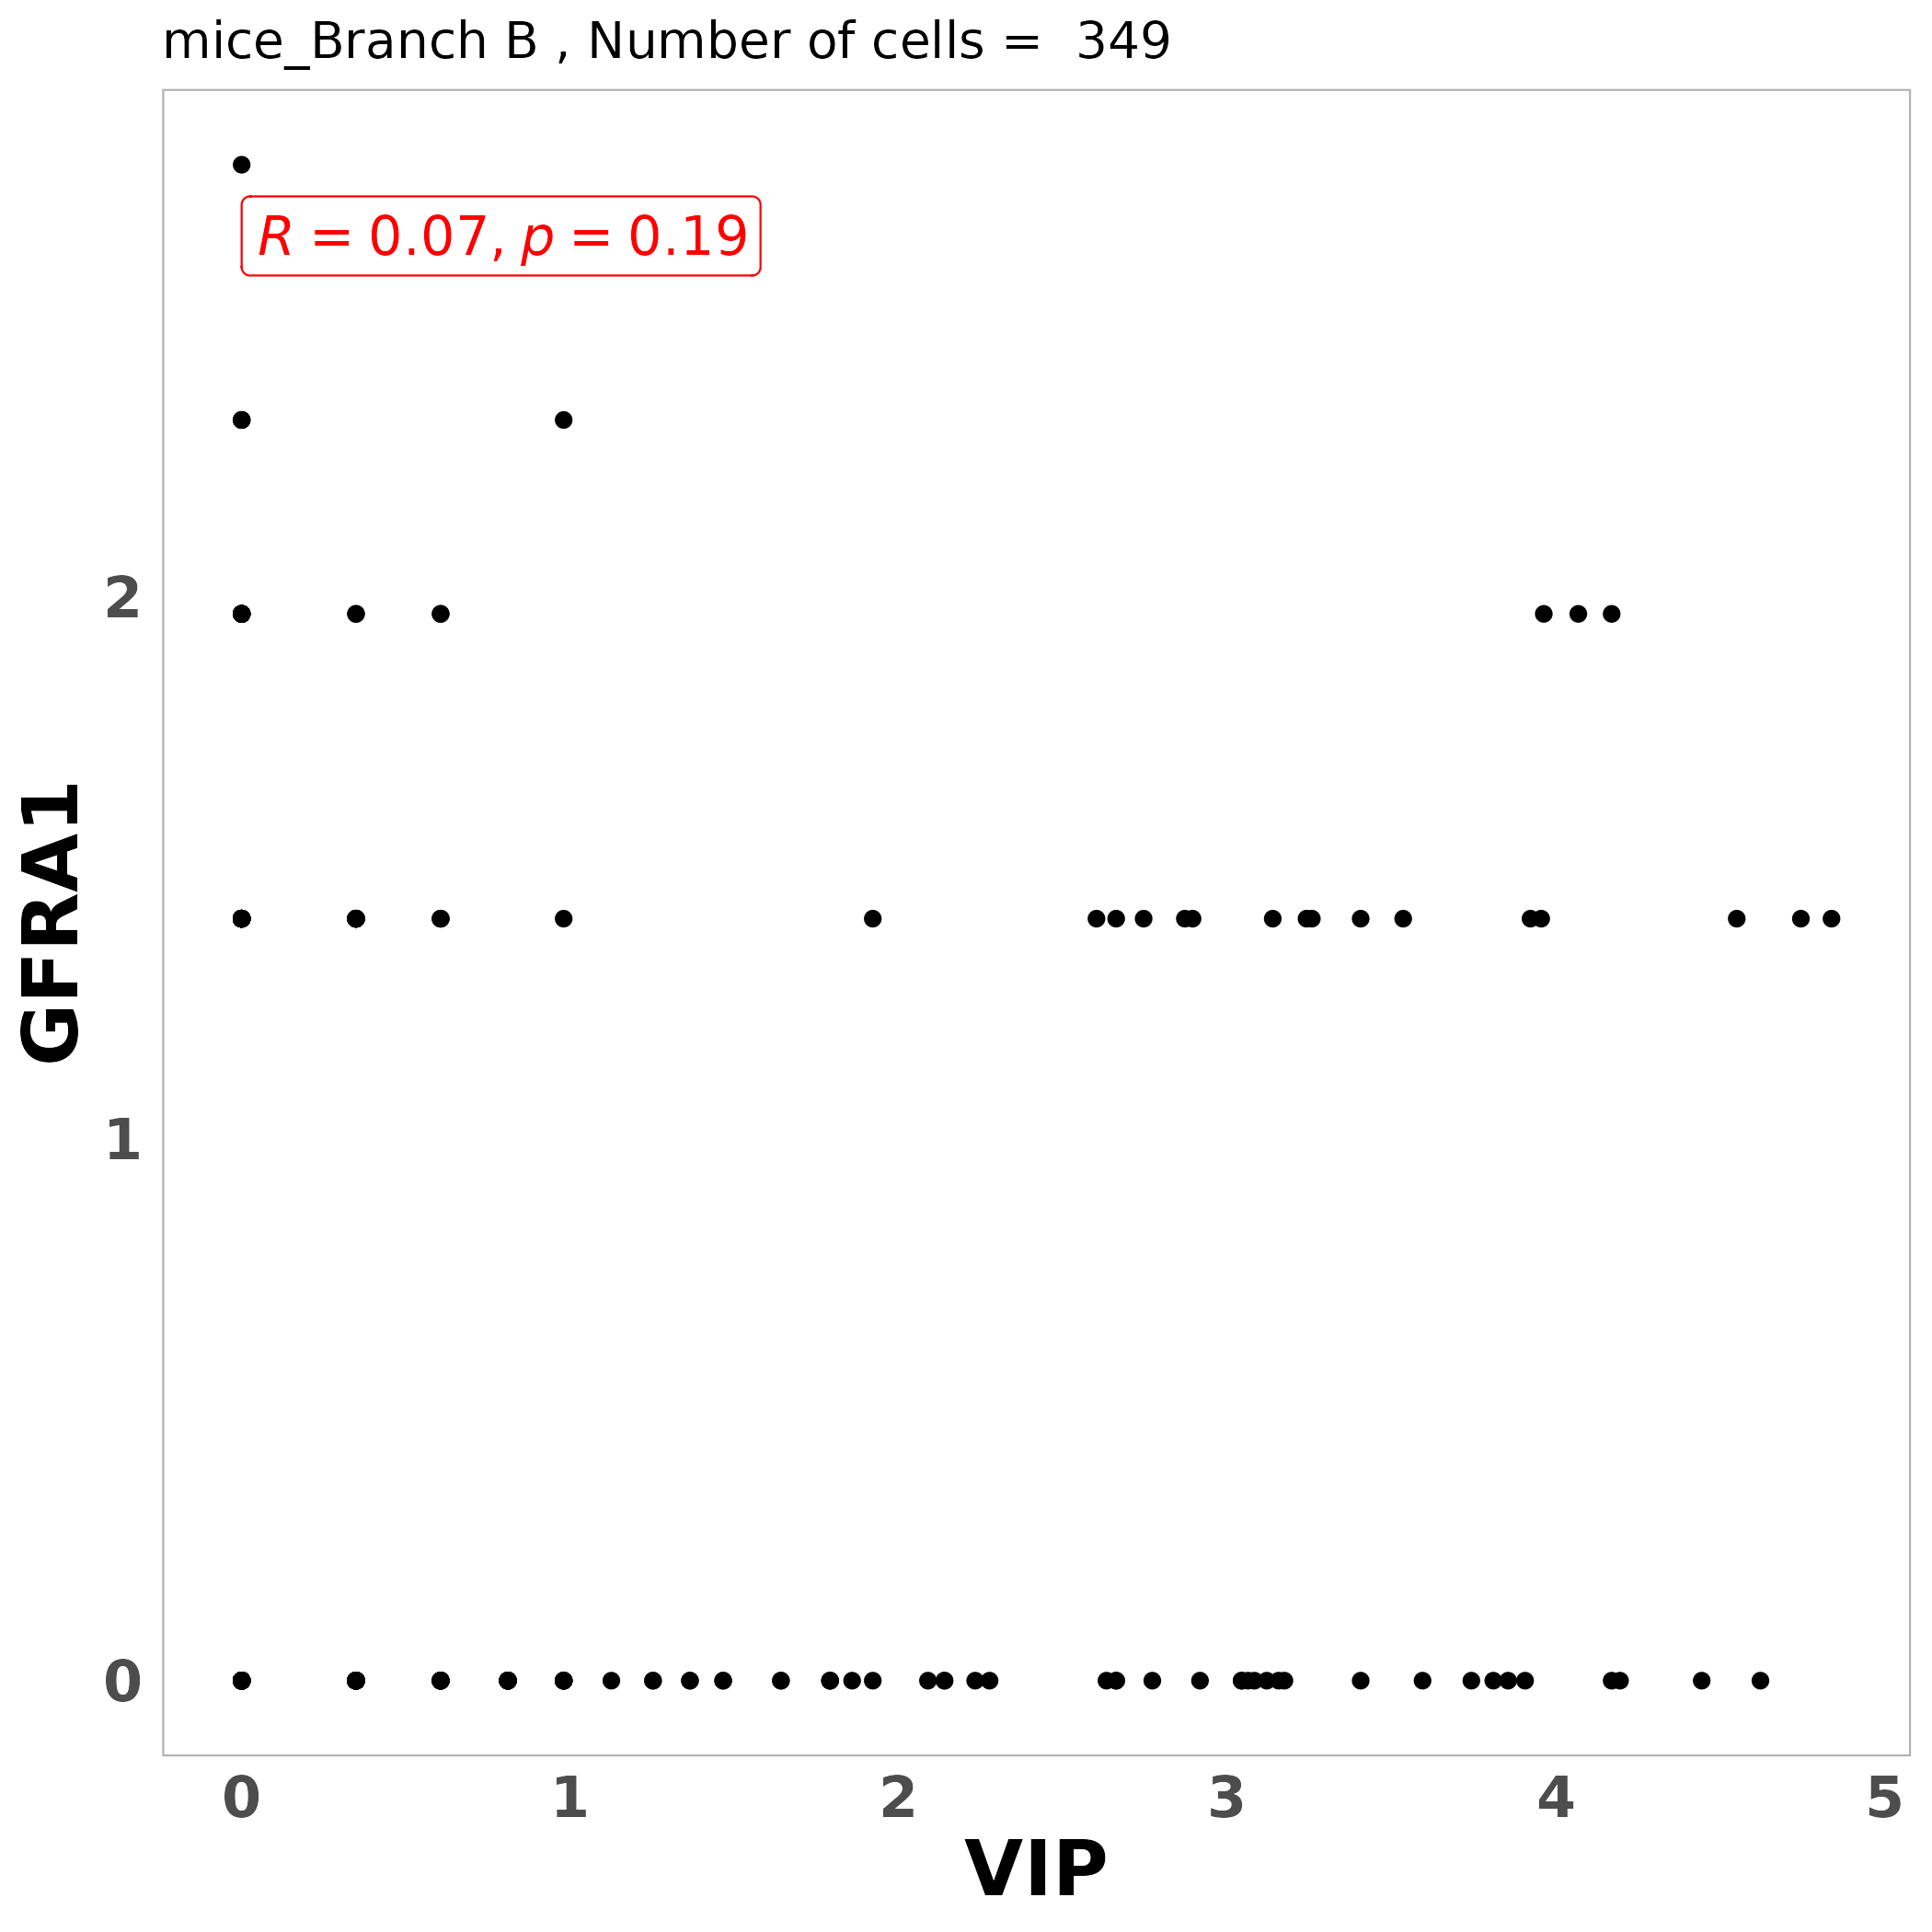 mice_Branch B , Number of cells =  349
R = 0.07, p = 0.19
GFRA1
2
1
0
0 1 2 3 4 5
VIP